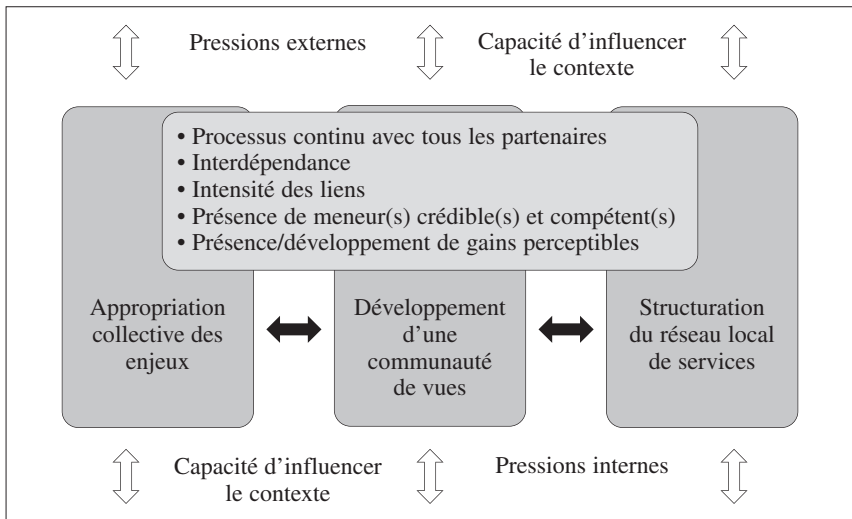 Pressions externes
Capacité d’influencer
le contexte
• Processus continu avec tous les partenaires
• Interdépendance
• Intensité des liens
• Présence de meneur(s) crédible(s) et compétent(s)
• Présence/développement de gains perceptibles
Appropriation
collective des
enjeux
Développement
d’une
communauté
de vues
Structuration
du réseau local
de services
Capacité d’influencer
le contexte
Pressions internes